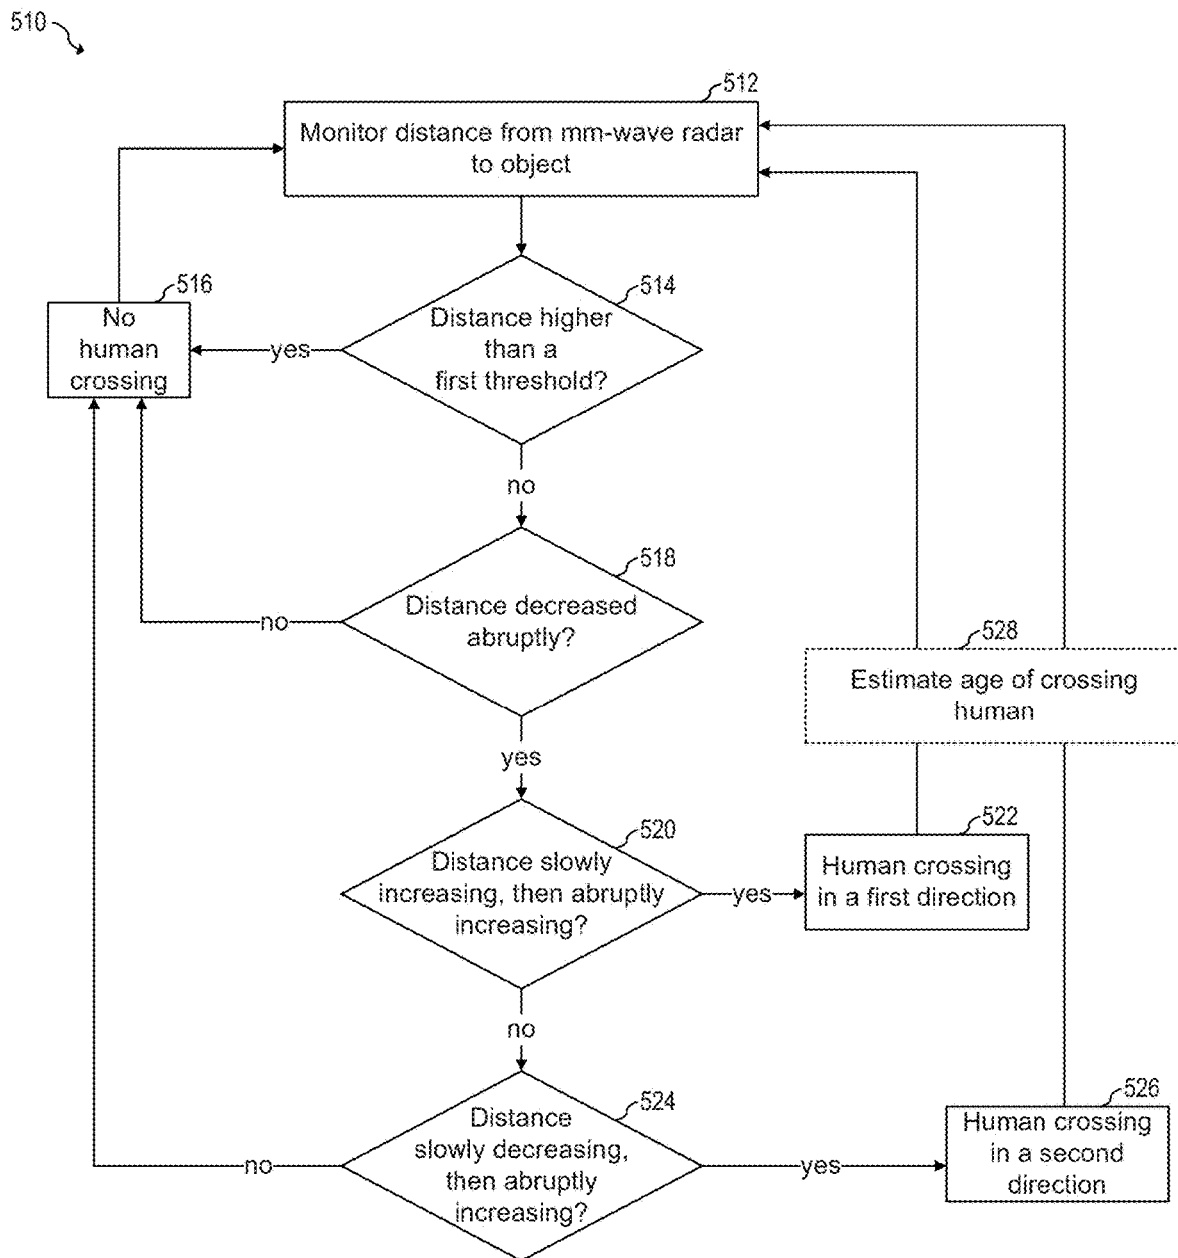 510
512
Monitor distance from mm-wave radar
to object
516
No
human
crossing
514
Distance higher
than a
first threshold?
yes
no
518
Distance decreased
abruptly?
no
yes
528
Estimate age of crossing
human
520
Distance slowly
increasing, then abruptly
increasing?
yes
522
Human crossing
in a first direction
no
524
Distance
slowly decreasing,
then abruptly
increasing?
no
yes
526
Human crossing
in a second
direction